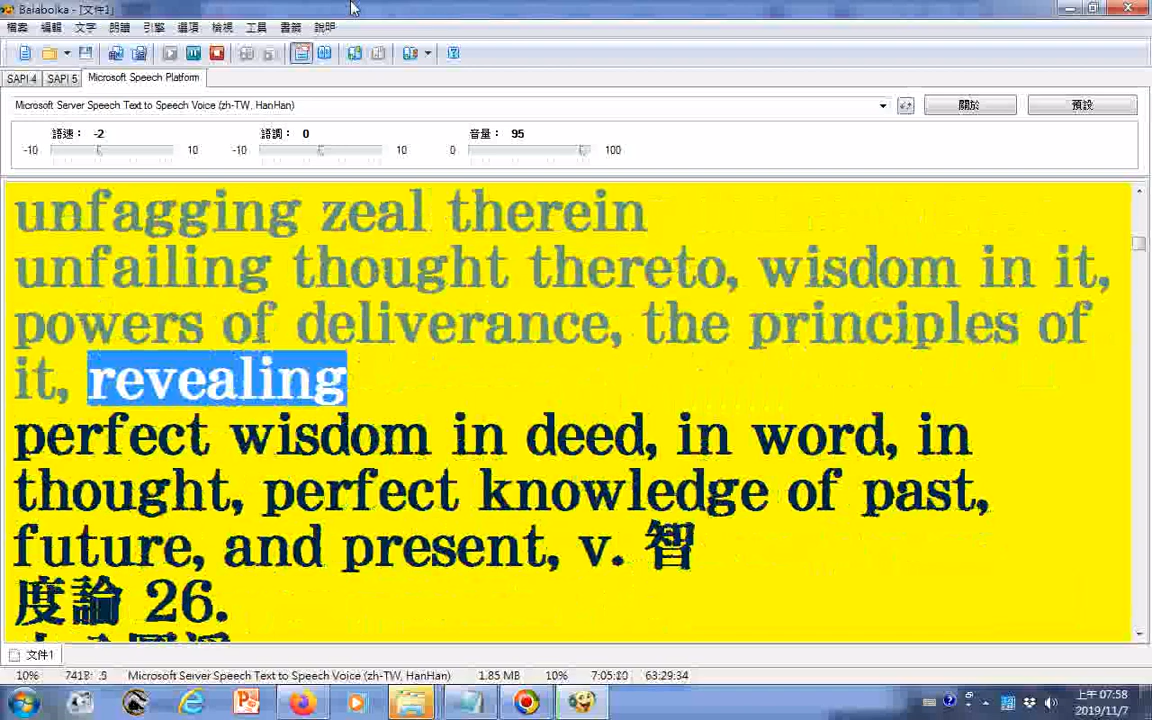 Balabolka - [文件1]
檔案 編輯 文字 朗讀 引擎 選項 檢視 工具 書籤 說明
SAPI 4 SAPI 5 Microsoft Speech Platform
Microsoft Server Speech Text to Speech Voice (zh-TW, HanHan) 關於 預設
語速： -2 語調： 0 音量： 95
-10 10 -10 10 0 100
unfagging zeal therein
unfailing thought thereto, wisdom in it,
powers of deliverance, the principles of
it, revealing
perfect wisdom in deed, in word, in
thought, perfect knowledge of past,
future, and present, v. 智
度論 26.
文件1
10% Microsoft Server Speech Text to Speech Voice (zh-TW, HanHan) 1.85 MB 10% 63:29:34
上午 07:58
2019/11/7